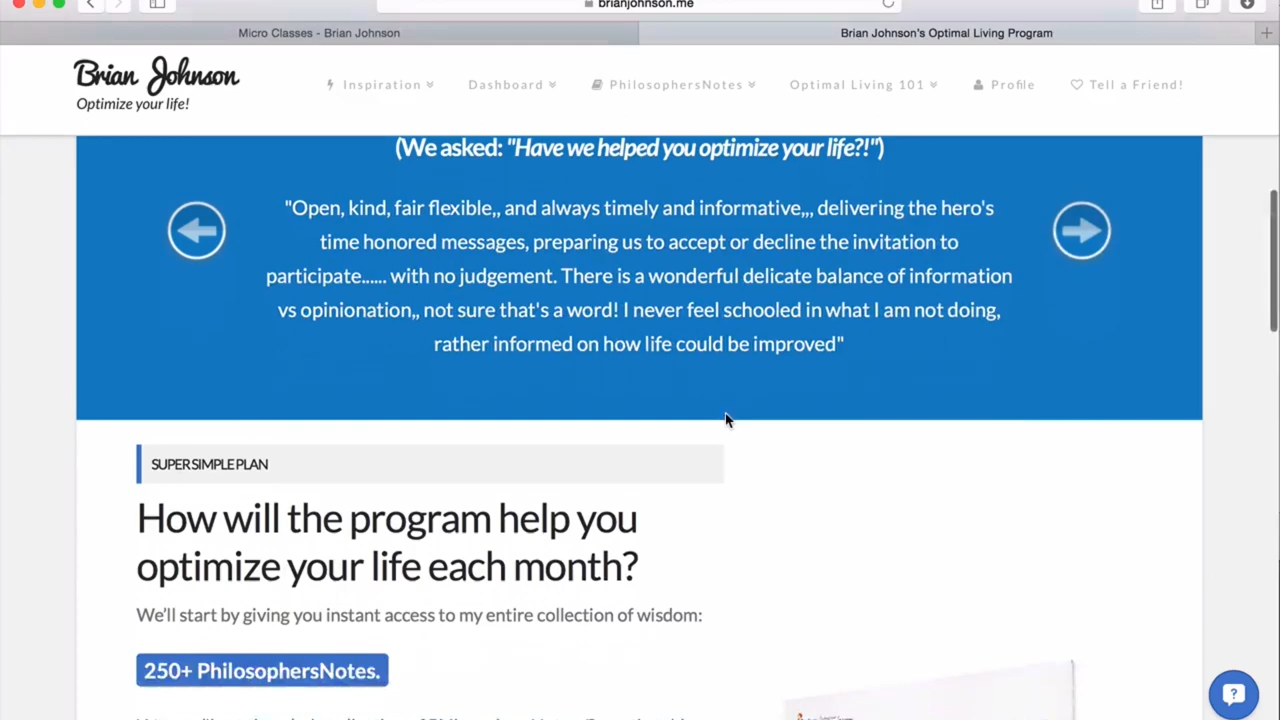 brianjohnson.me
Micro Classes - Brian Johnson
Brian Johnson's Optimal Living Program
Brian Johnson
Optimize your life!
Inspiration
Dashboard
PhilosophersNotes
Optimal Living 101
Profile
Tell a Friend!
(We asked: "Have we helped you optimize your life?!")
"Open, kind, fair flexible,, and always timely and informative,,, delivering the hero's
time honored messages, preparing us to accept or decline the invitation to
participate...... with no judgement. There is a wonderful delicate balance of information
vs opinionation,, not sure that's a word! I never feel schooled in what I am not doing,
rather informed on how life could be improved"
SUPER SIMPLE PLAN
How will the program help you
optimize your life each month?
We'll start by giving you instant access to my entire collection of wisdom:
250+ PhilosophersNotes.